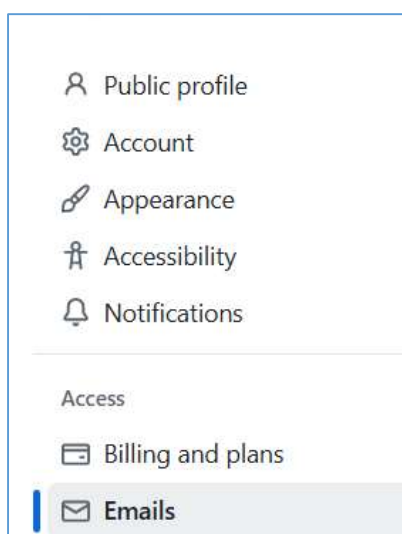 Public profile
Account
Appearance
Accessibility
Notifications
Access
Billing and plans
Emails